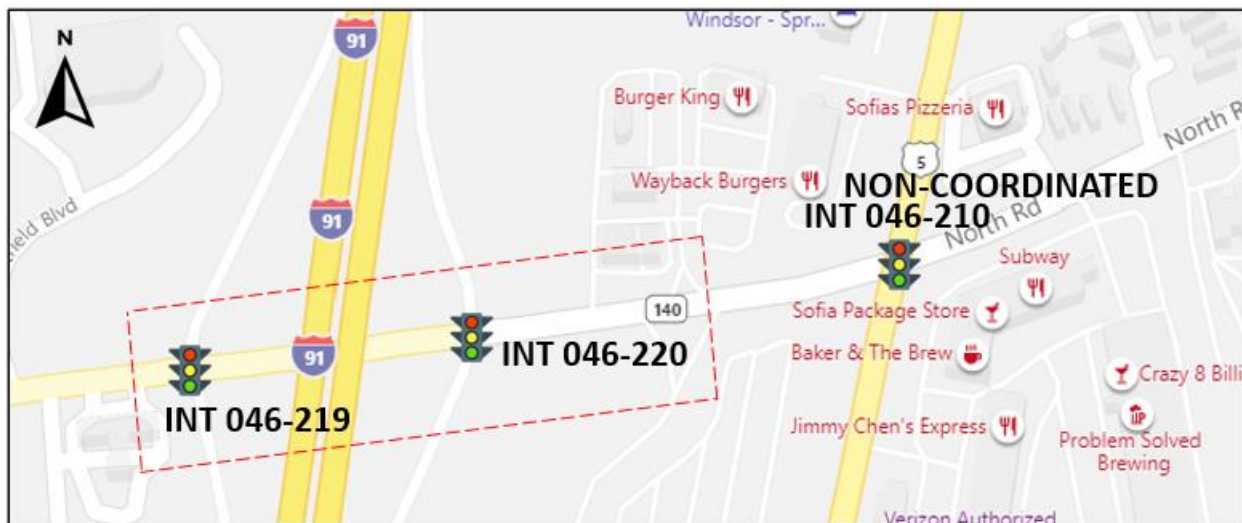 N
91
91
91
Windsor - Spr...
Burger King
Sofias Pizzeria
5
Wayback Burgers
NON-COORDINATED
INT 046-210
North R
North Rd
field Blvd
Subway
140
Sofia Package Store
INT 046-220
Baker & The Brew
Crazy 8 Billi
INT 046-219
Jimmy Chen's Express
Problem Solved
Brewing
Verizon Authorized